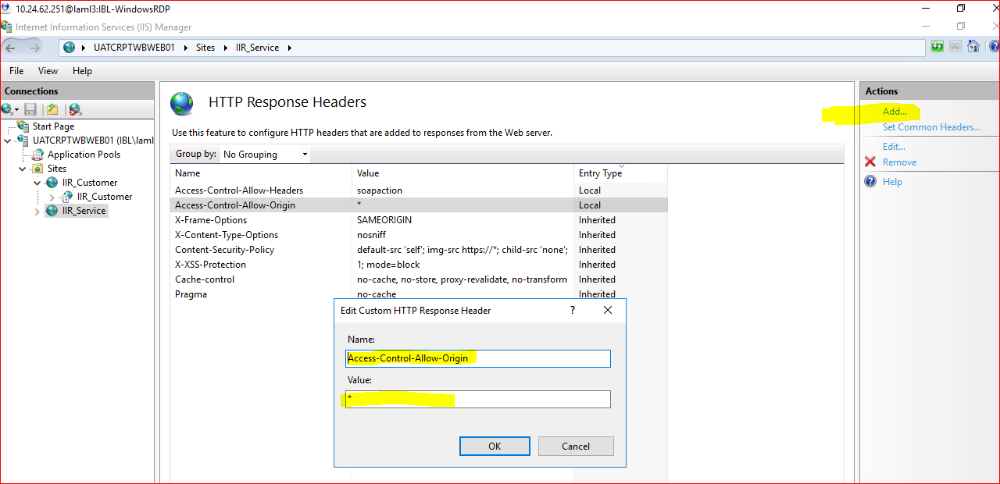 10.24.62.251@Iaml3:IBL-WindowsRDP
Internet Information Services (IIS) Manager
UATCRPTWBWEB01 Sites IIR_Service
File View Help
Connections
Start Page
UATCRPTWBWEB01 (IBL\Iaml
Application Pools
Sites
IIR_Customer
IIR_Customer
IIR_Service
HTTP Response Headers
Use this feature to configure HTTP headers that are added to responses from the Web server.
Group by: No Grouping
Name Value Entry Type
Access-Control-Allow-Headers soapaction Local
Access-Control-Allow-Origin * Local
X-Frame-Options SAMEORIGIN Inherited
X-Content-Type-Options nosniff Inherited
Content-Security-Policy default-src 'self'; img-src https://*; child-src 'none'; Inherited
X-XSS-Protection 1; mode=block Inherited
Cache-control no-cache, no-store, proxy-revalidate, no-transform Inherited
Pragma no-cache Inherited
Edit Custom HTTP Response Header ?
Name:
Access-Control-Allow-Origin
Value:
*
OK Cancel
Actions
Add...
Set Common Headers...
Edit...
Remove
Help